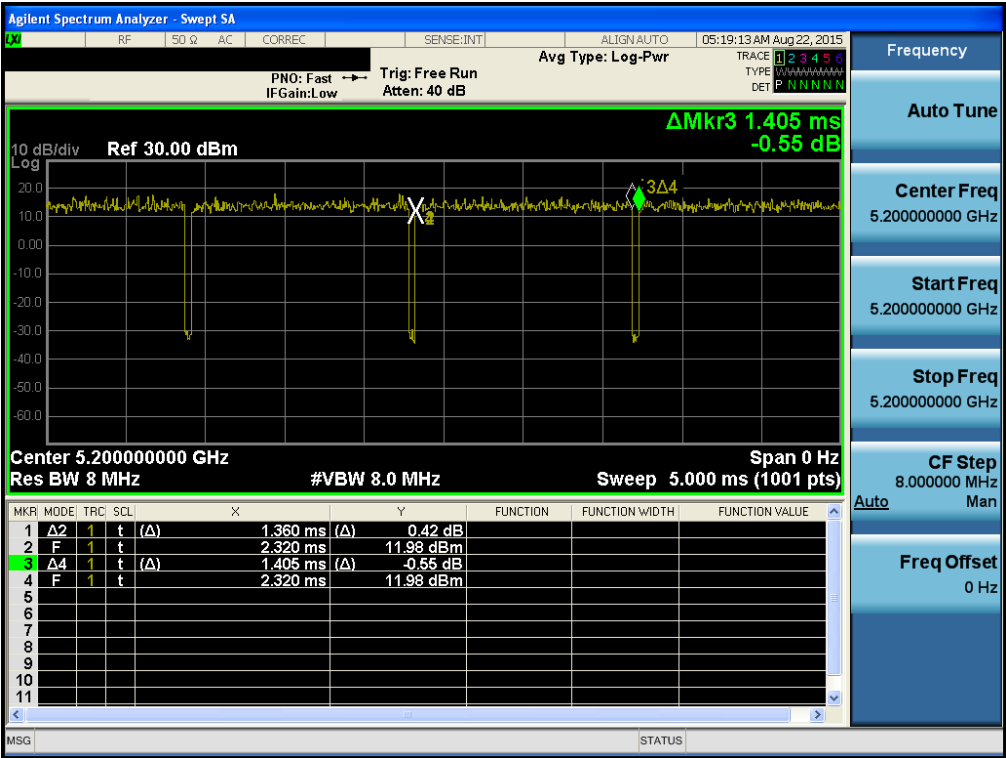 Agilent Spectrum Analyzer - Swept SA
LXI RF 50 Ω AC CORREC SENSE:INT ALIGN AUTO 05:19:13 AM Aug 22, 2015
PNO: Fast
IFGain:Low
Trig: Free Run
Atten: 40 dB
Avg Type: Log-Pwr
TRACE 1 2 3 4 5 6
TYPE
DET P N N N N N
ΔMkr3 1.405 ms
-0.55 dB
10 dB/div Ref 30.00 dBm
Log
20.0
10.0
0.00
-10.0
-20.0
-30.0
-40.0
-50.0
-60.0
3Δ4
Center 5.200000000 GHz Span 0 Hz
Res BW 8 MHz #VBW 8.0 MHz Sweep 5.000 ms (1001 pts)
MKR MODE TRC SCL X Y FUNCTION FUNCTION WIDTH FUNCTION VALUE
1 Δ2 1 t (Δ) 1.360 ms (Δ) 0.42 dB
2 F 1 t 2.320 ms 11.98 dBm
3 Δ4 1 t (Δ) 1.405 ms (Δ) -0.55 dB
4 F 1 t 2.320 ms 11.98 dBm
5
6
7
8
9
10
11
MSG STATUS
Frequency
Auto Tune
Center Freq
5.200000000 GHz
Start Freq
5.200000000 GHz
Stop Freq
5.200000000 GHz
CF Step
8.000000 MHz
Auto Man
Freq Offset
0 Hz